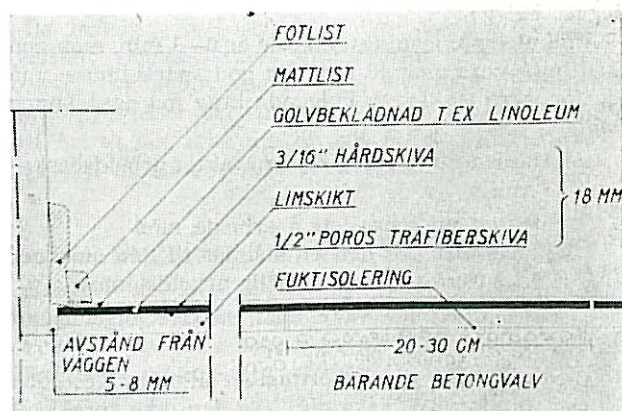 FOTLIST
MATTLIST
GOLVBEKLÄDNAD T EX LINOLEUM
3/16" HÅRDSKIVA
LIMSKIKT
18 MM
1/2" POROS TRÄFIBERSKIVA
FUKTISOLERING
AVSTÅND FRÅN
VÄGGEN
5-8 MM
20-30 CM
BÄRANDE BETONGVALV